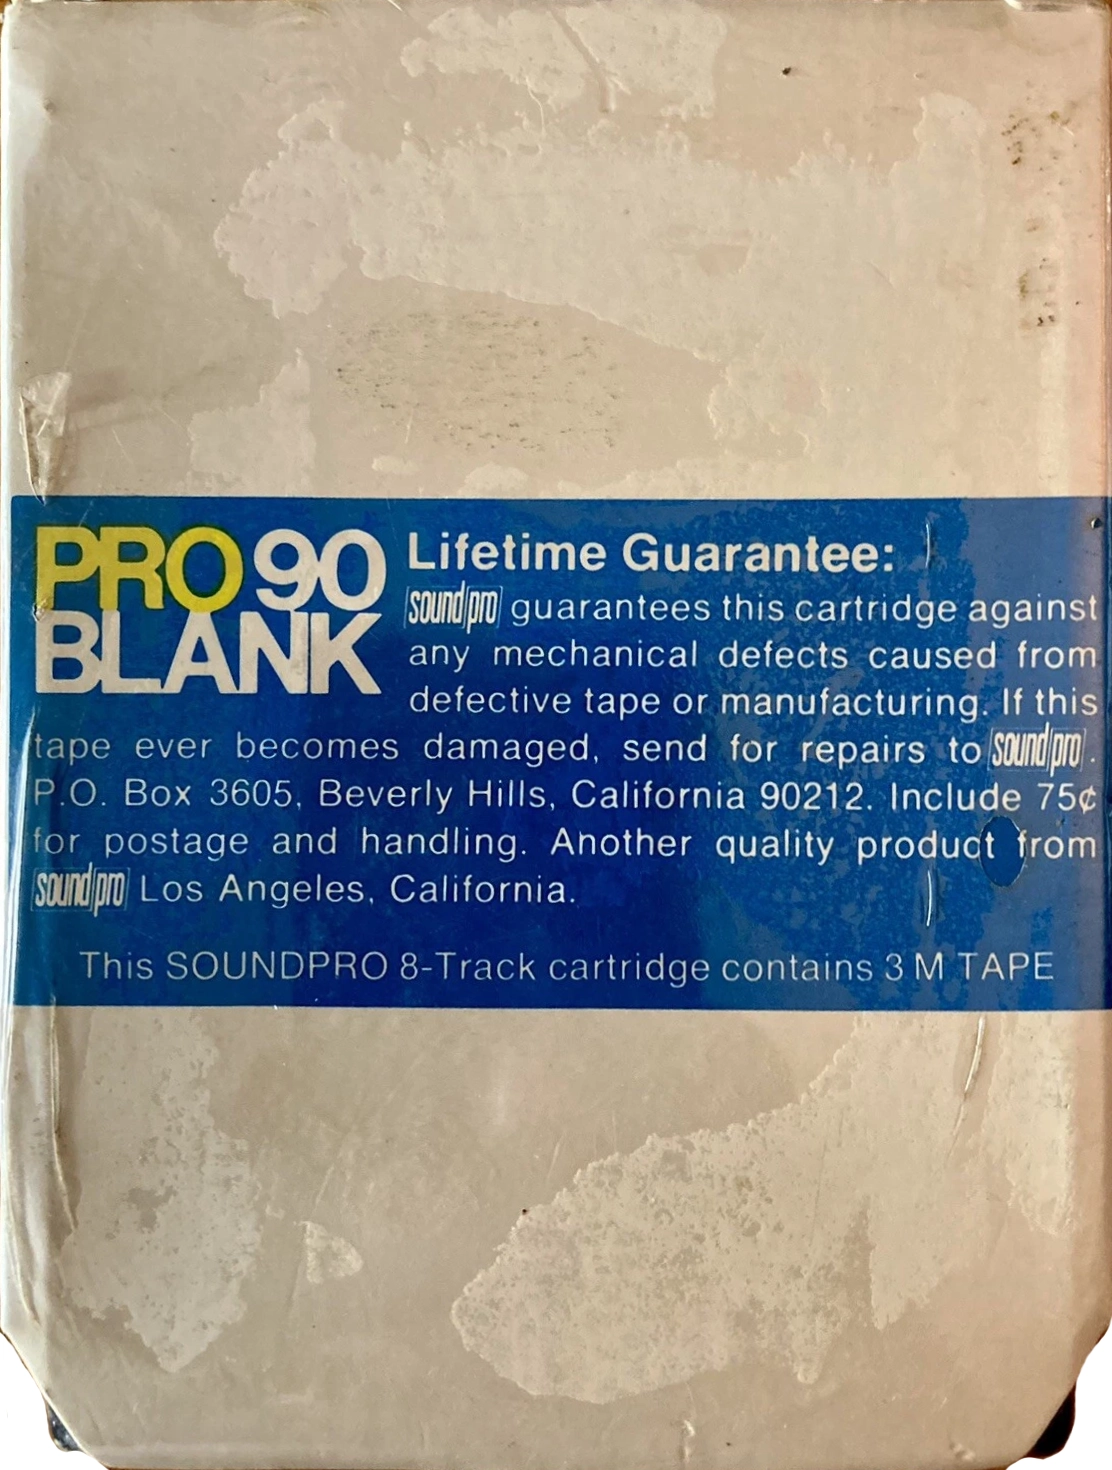 PRO 90
BLANK
Lifetime Guarantee:
sound pro guarantees this cartridge against
any mechanical defects caused from
defective tape or manufacturing. If this
tape ever becomes damaged, send for repairs to sound pro.
P.O. Box 3605, Beverly Hills, California 90212. Include 75¢
for postage and handling. Another quality product from
sound pro Los Angeles, California.
This SOUNDPRO 8-Track cartridge contains 3 M TAPE